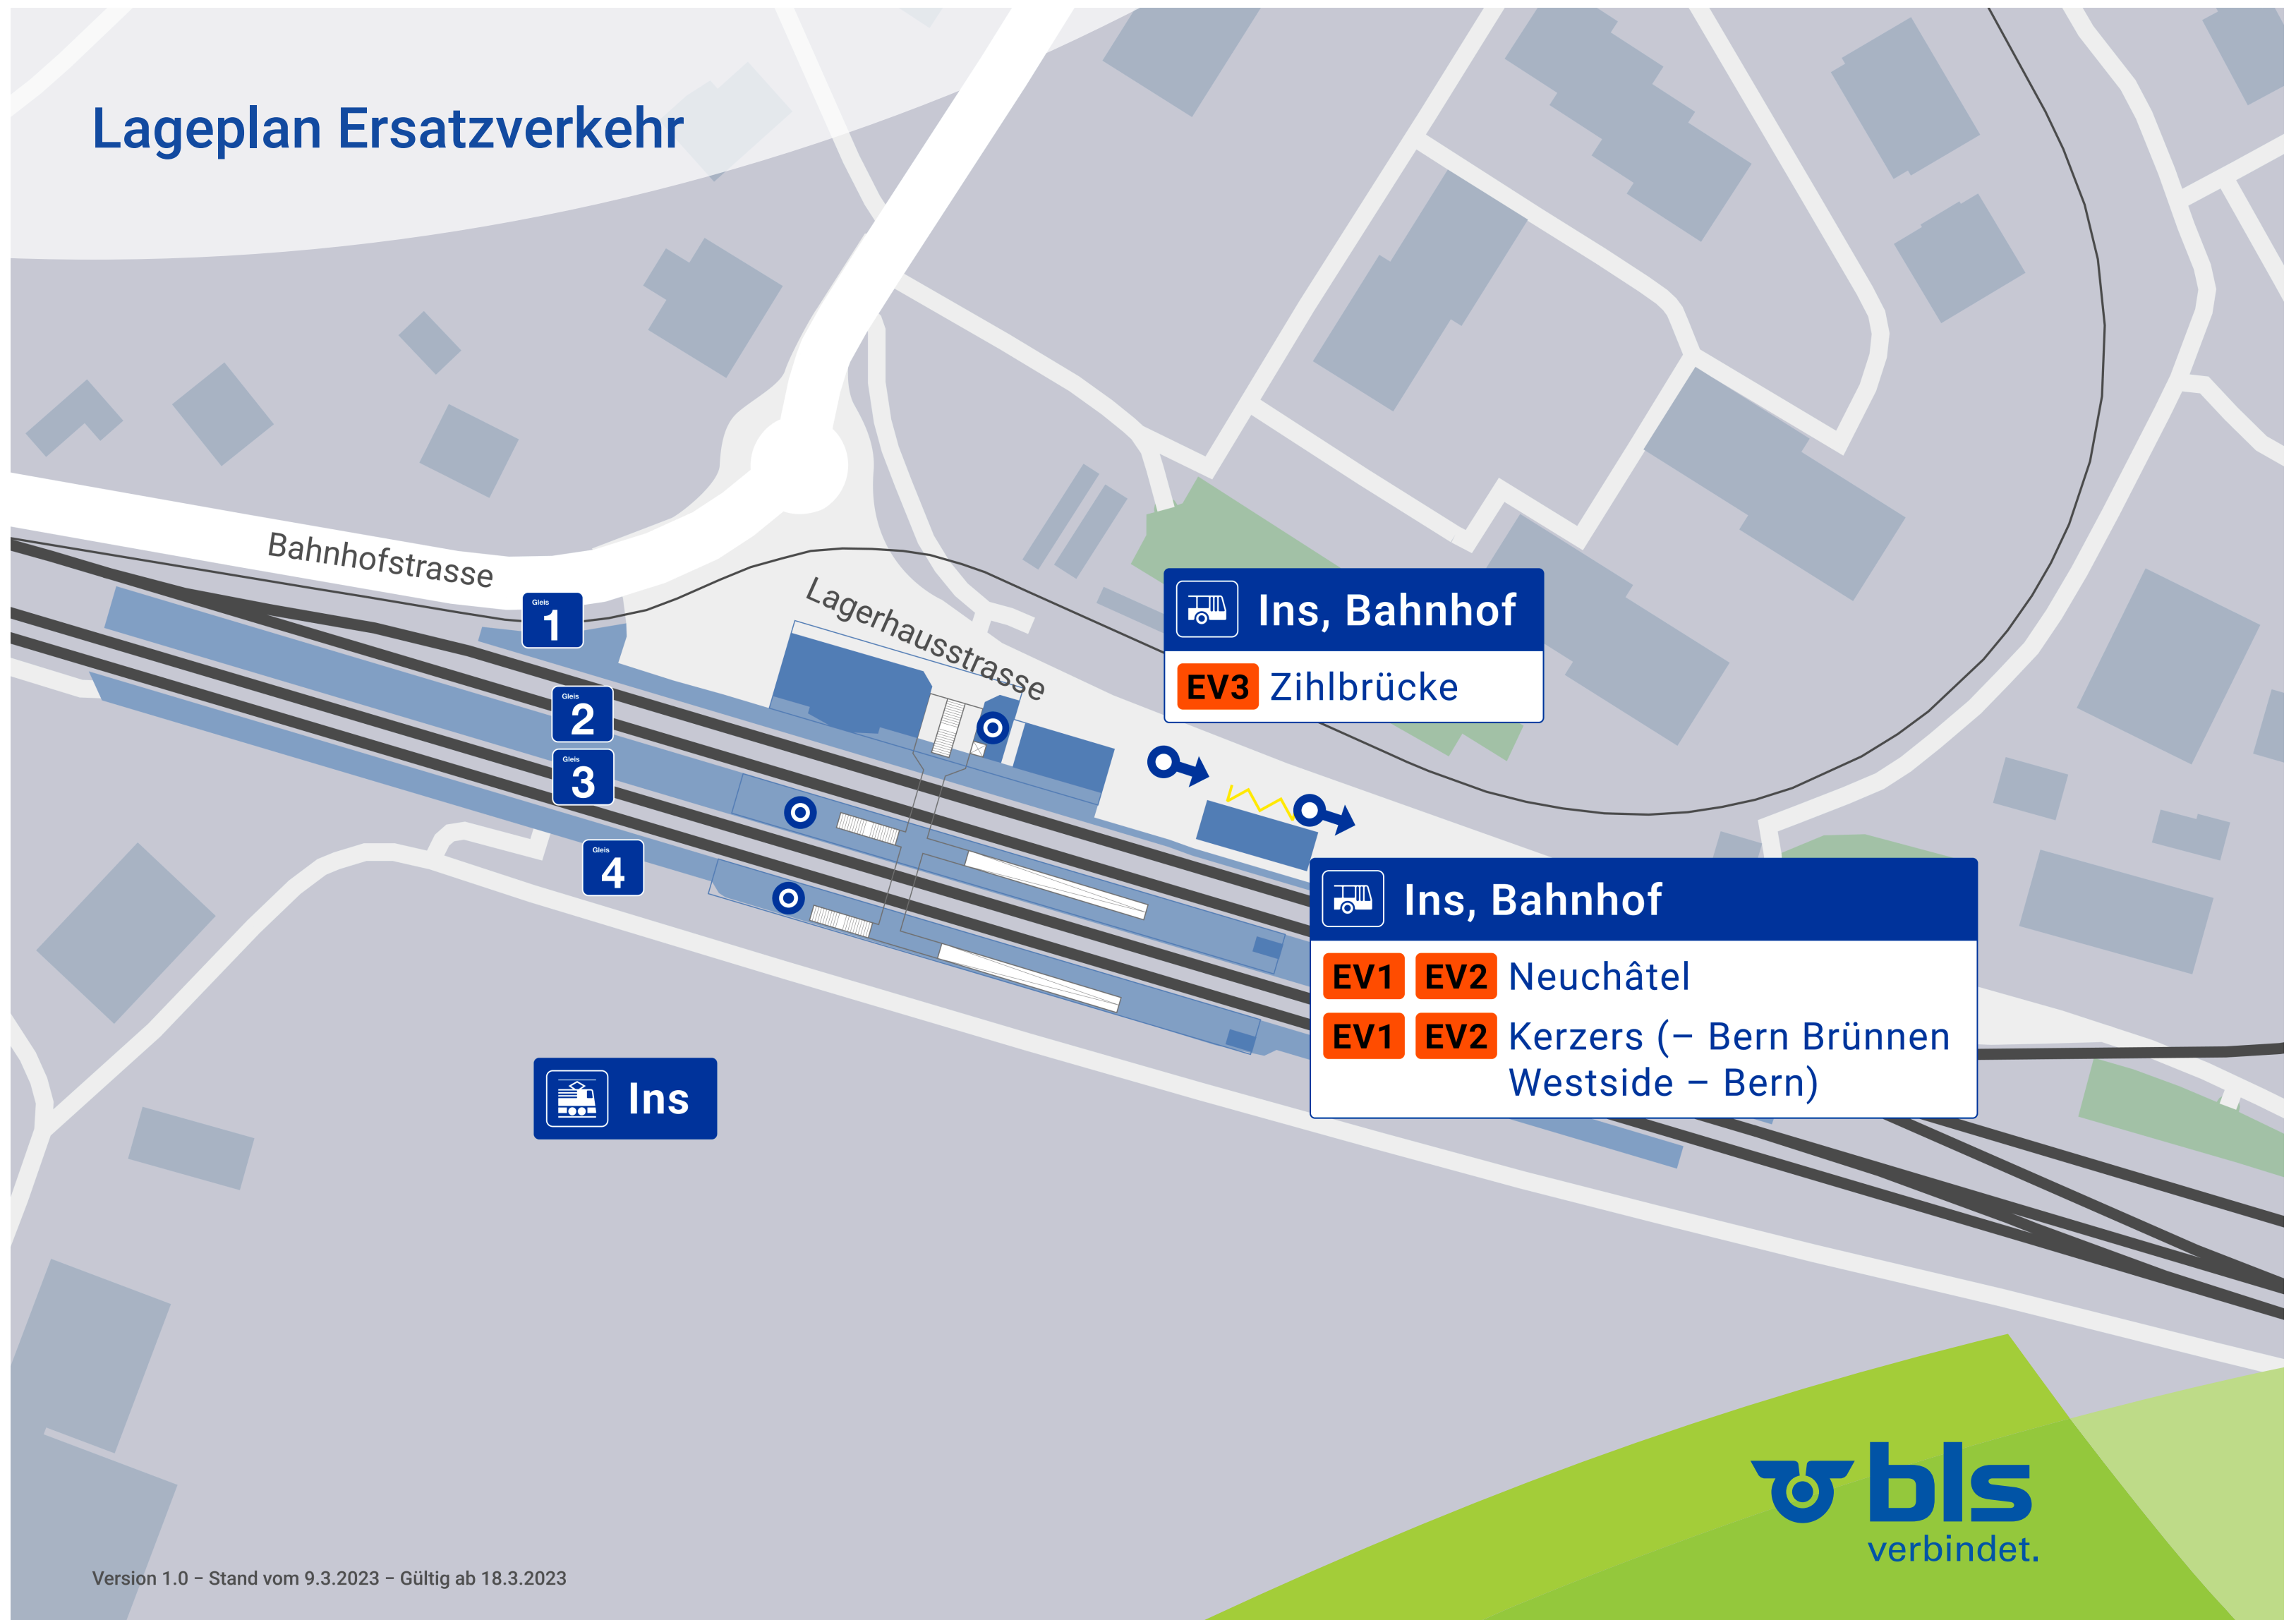 Lageplan Ersatzverkehr
Bahnhofstrasse
Lagerhausstrasse
Gleis
1
Gleis
2
Gleis
3
Gleis
4
Ins, Bahnhof
EV3 Zihlbrücke
Ins, Bahnhof
EV1 EV2 Neuchâtel
EV1 EV2 Kerzers (– Bern Brünnen
Westside – Bern)
Ins
bls
verbindet.
Version 1.0 – Stand vom 9.3.2023 – Gültig ab 18.3.2023